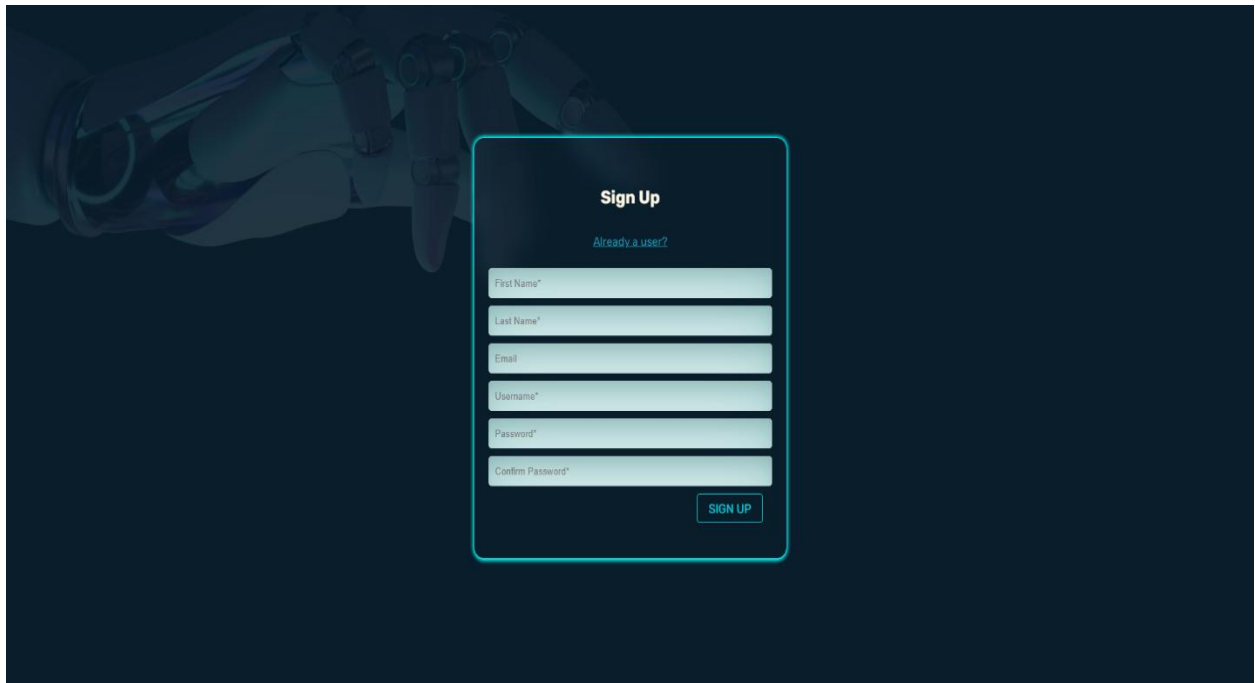 Sign Up
Already a user?
First Name*
Last Name*
Email
Username*
Password*
Confirm Password*
SIGN UP